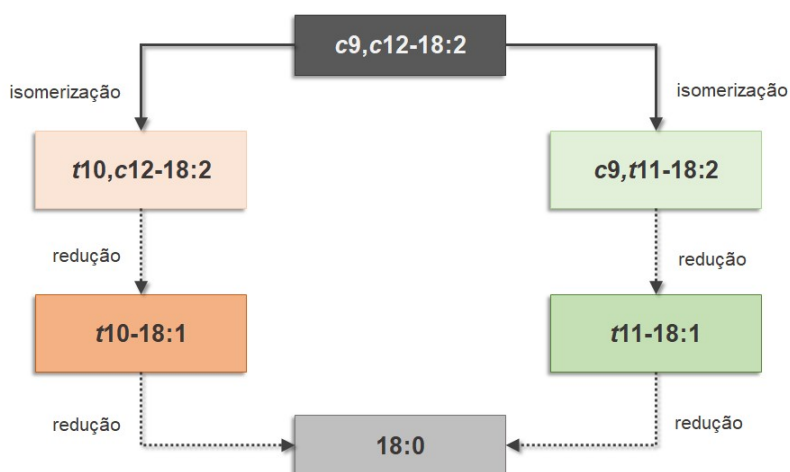 c9,c12-18:2
isomerização
isomerização
t10,c12-18:2
c9,t11-18:2
redução
redução
t10-18:1
t11-18:1
redução
redução
18:0